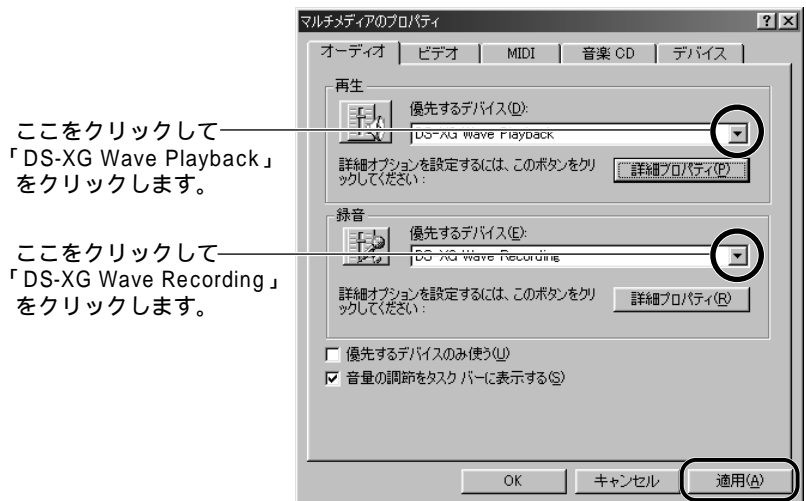 マルチメディアのプロパティ
オーディオ ビデオ MIDI 音楽 CD デバイス
再生
優先するデバイス(D):
DS-XG Wave Playback
詳細オプションを設定するには、このボタンをクリ
ックしてください :
詳細プロパティ(P)
ここをクリックして
「DS-XG Wave Playback」
をクリックします。
録音
優先するデバイス(E):
DS-XG Wave Recording
詳細オプションを設定するには、このボタンをクリ
ックしてください :
詳細プロパティ(R)
ここをクリックして
「DS-XG Wave Recording」
をクリックします。
優先するデバイスのみ使う(U)
音量の調節をタスク バーに表示する(S)
OK キャンセル 適用(A)